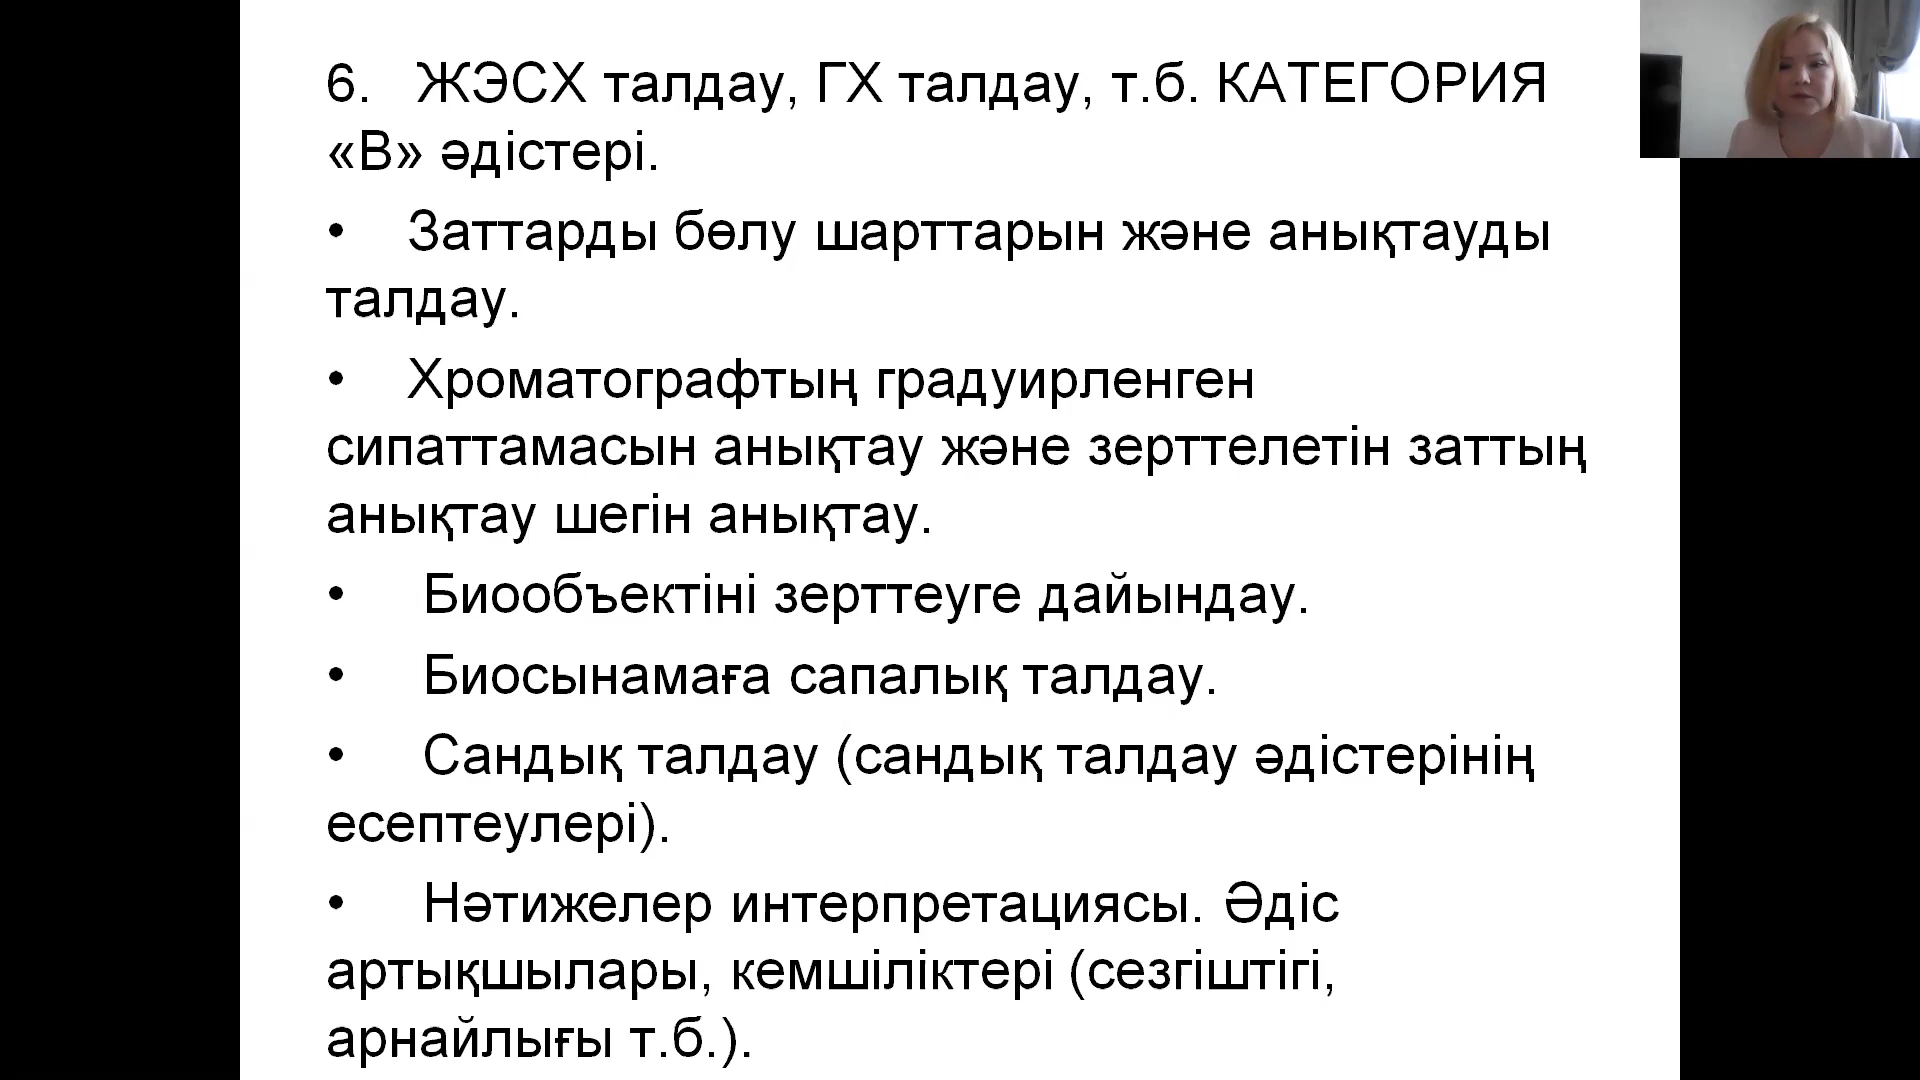 6. ЖЭСХ талдау, ГХ талдау, т.б. КАТЕГОРИЯ
«В» әдістері.
• Заттарды бөлу шарттарын және анықтауды
талдау.
• Хроматографтың градуирленген
сипаттамасын анықтау және зерттелетін заттың
анықтау шегін анықтау.
• Биообъектіні зерттеуге дайындау.
• Биосынамаға сапалық талдау.
• Сандық талдау (сандық талдау әдістерінің
есептеулері).
• Нәтижелер интерпретациясы. Әдіс
артықшылары, кемшіліктері (сезгіштігі,
арнайлығы т.б.).